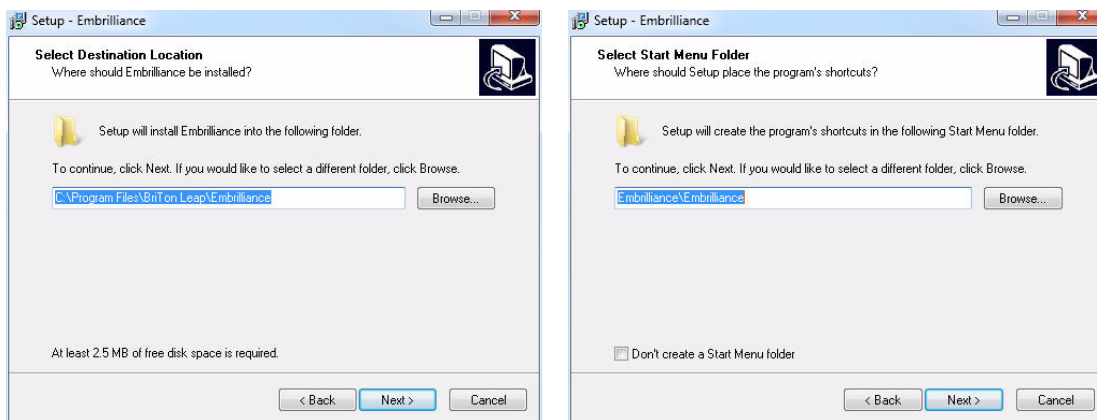 Setup - Embrilliance
Select Destination Location
Where should Embrilliance be installed?
Setup will install Embrilliance into the following folder.
To continue, click Next. If you would like to select a different folder, click Browse.
C:\Program Files\BriTon Leap\Embrilliance
Browse...
At least 2.5 MB of free disk space is required.
< Back
Next >
Cancel
Setup - Embrilliance
Select Start Menu Folder
Where should Setup place the program's shortcuts?
Setup will create the program's shortcuts in the following Start Menu folder.
To continue, click Next. If you would like to select a different folder, click Browse.
Embrilliance\Embrilliance
Browse...
Don't create a Start Menu folder
< Back
Next >
Cancel